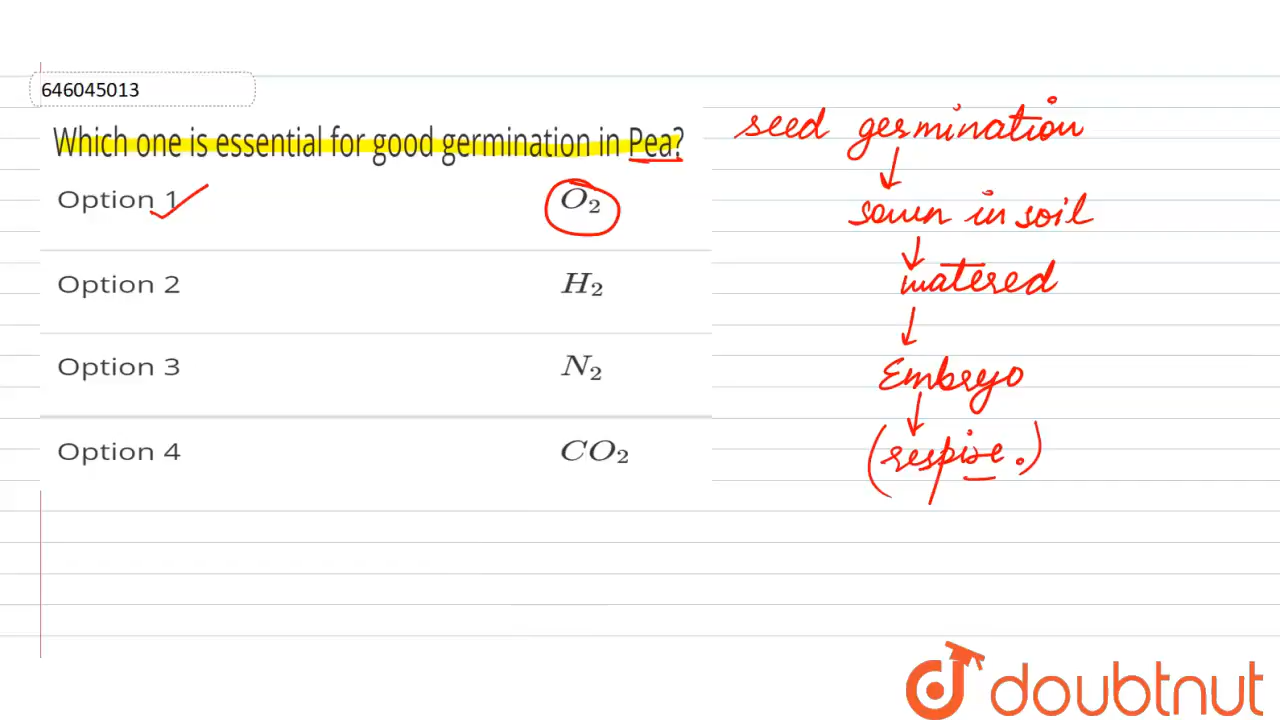 646045013
Which one is essential for good germination in Pea?
Option 1 O₂
Option 2 H₂
Option 3 N₂
Option 4 CO₂
seed germination
↓
sown in soil
↓
watered
↓
Embryo
↓
(respire.)
doubtnut